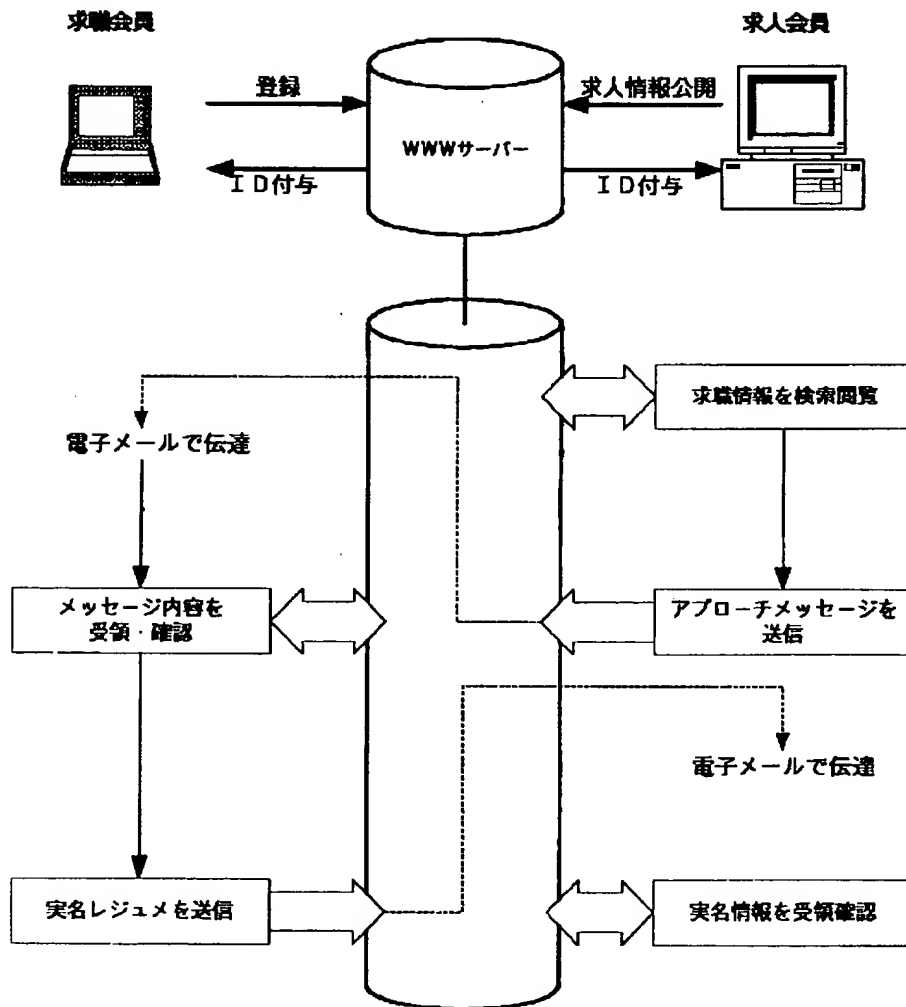 求職会員
求人会員
登録
求人情報公開
WWWサーバー
ＩＤ付与
ＩＤ付与
求職情報を検索閲覧
電子メールで伝達
メッセージ内容を
受領・確認
アプローチメッセージを
送信
電子メールで伝達
実名レジュメを送信
実名情報を受領確認